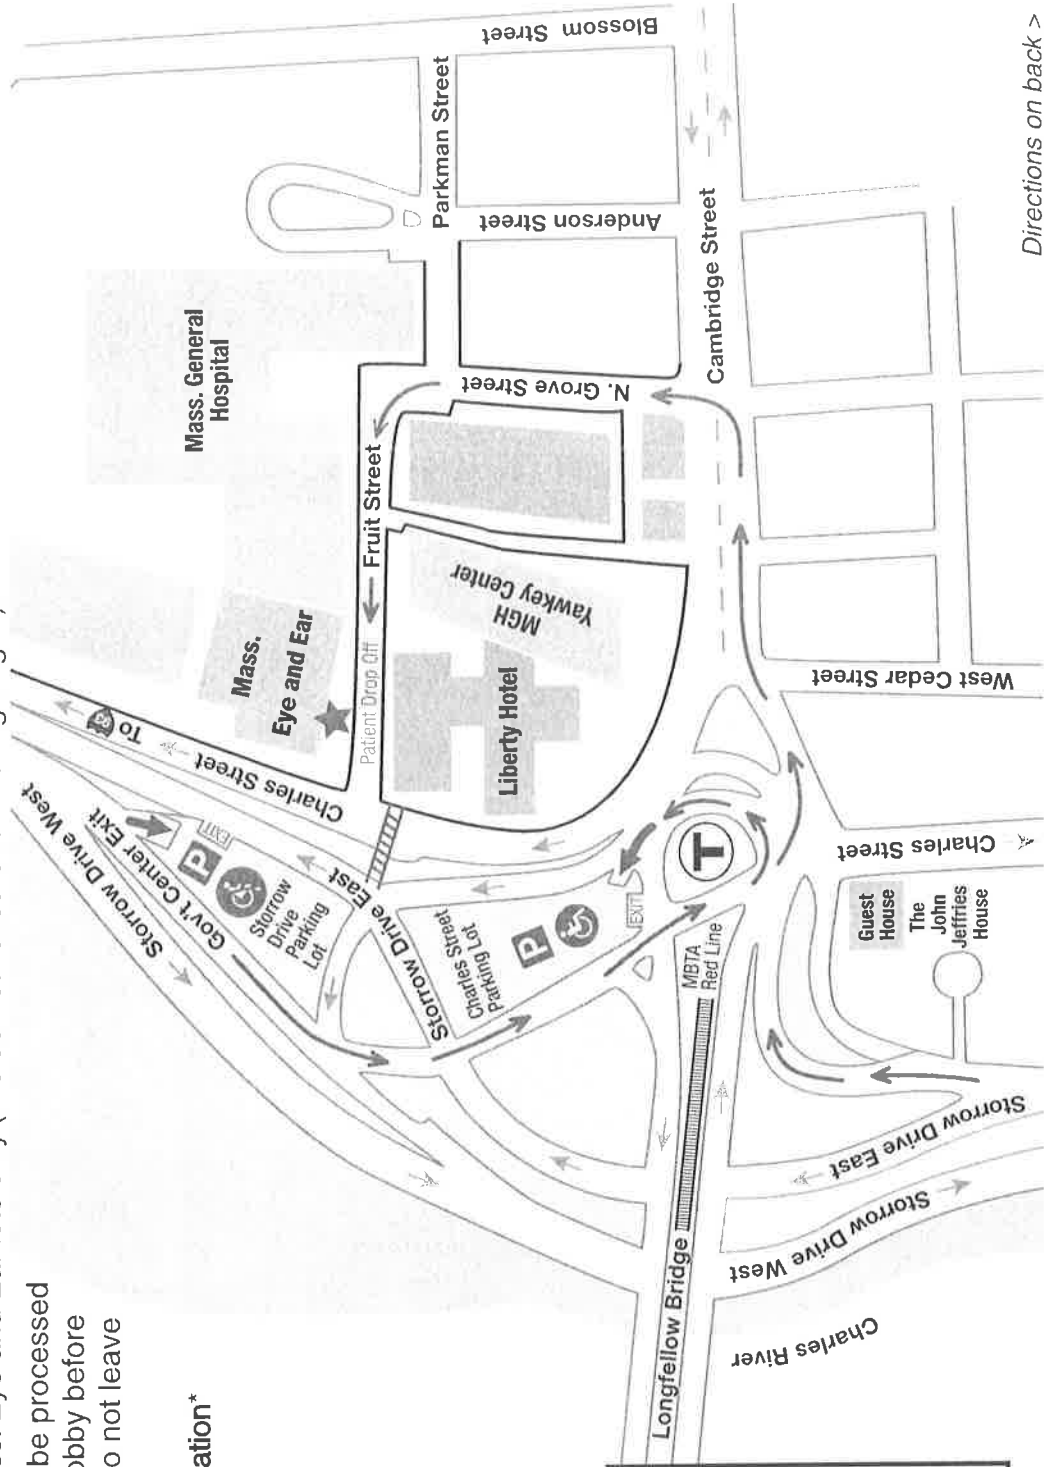 be processed
obby before
o not leave
ation*
Blossom Street
Parkman Street
Anderson Street
Cambridge Street
N. Grove Street
Fruit Street
Mass. General
Hospital
Mass.
Eye and Ear
Patient Drop Off
MGH
Yawkey Center
Liberty Hotel
West Cedar Street
Charles Street
To
Charles Street
Storrow Drive West
Gov't Center Exit
P
EXIT
Storrow
Drive
Parking
Lot
Storrow Drive East
Charles Street
Parking Lot
P
EXIT
T
MBTA
Red Line
Guest
House
The
John
Jeffries
House
Storrow Drive East
Storrow Drive West
Longfellow Bridge
Charles River
Directions on back >